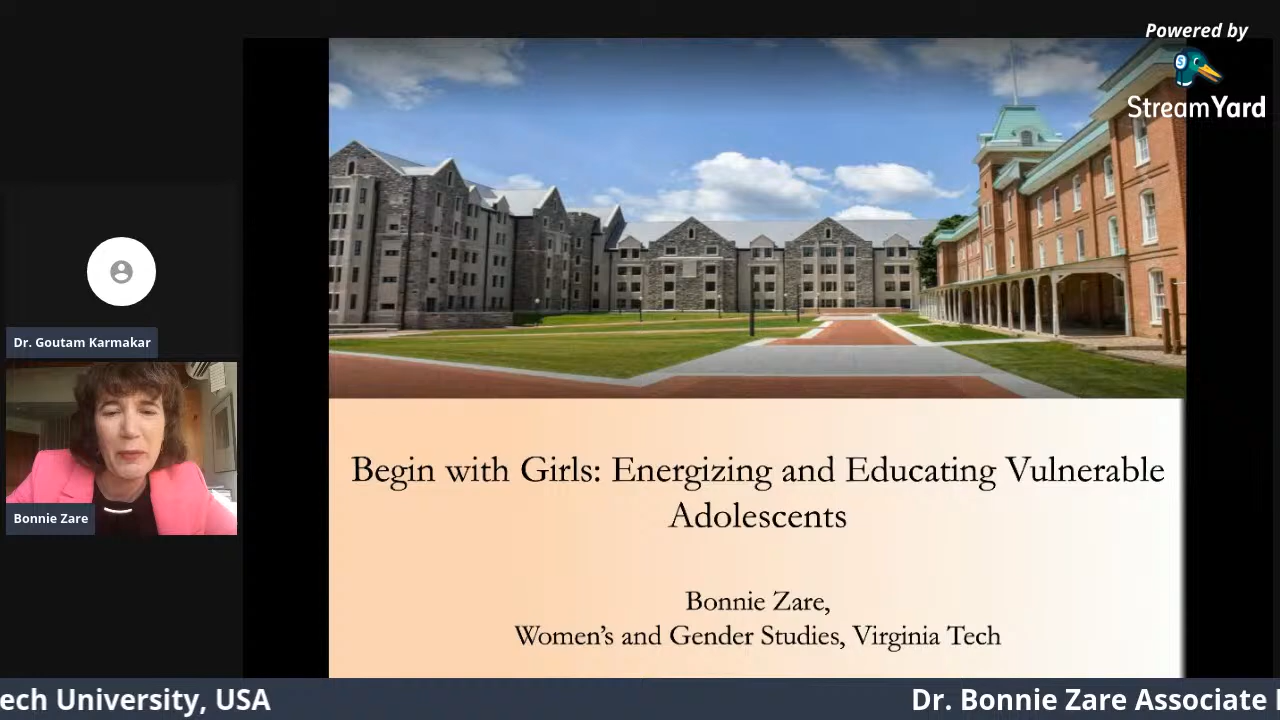 Powered by
StreamYard
Dr. Goutam Karmakar
Bonnie Zare
Begin with Girls: Energizing and Educating Vulnerable
Adolescents
Bonnie Zare,
Women's and Gender Studies, Virginia Tech
ech University, USA
Dr. Bonnie Zare Associate